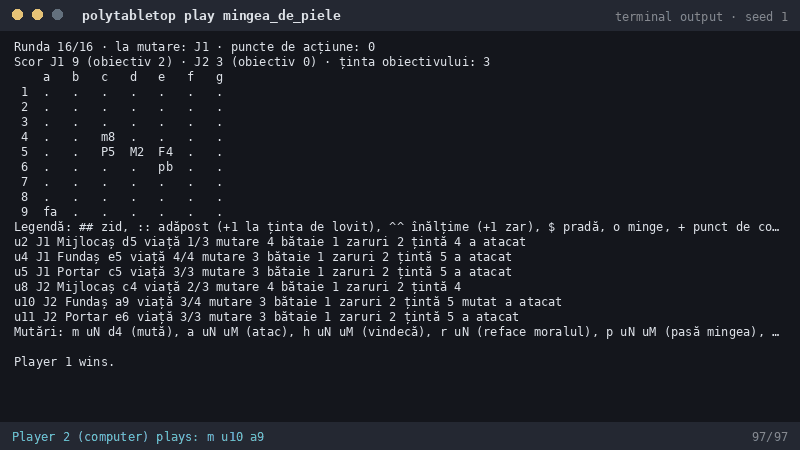 polytabletop play mingea_de_piele
terminal output · seed 1
Runda 16/16 · la mutare: J1 · puncte de acțiune: 0
Scor J1 9 (obiectiv 2) · J2 3 (obiectiv 0) · ținta obiectivului: 3
a b c d e f g
1 . . . . . . .
2 . . . . . . .
3 . . . . . . .
4 . . m8 . . . .
5 . . P5 M2 F4 . .
6 . . . . pb . .
7 . . . . . . .
8 . . . . . . .
9 fa . . . . . .
Legendă: ## zid, :: adăpost (+1 la ținta de lovit), ^^ înălțime (+1 zar), $ pradă, o minge, + punct de co…
u2 J1 Mijlocaș d5 viață 1/3 mutare 4 bătaie 1 zaruri 2 țintă 4 a atacat
u4 J1 Fundaș e5 viață 4/4 mutare 3 bătaie 1 zaruri 2 țintă 5 a atacat
u5 J1 Portar c5 viață 3/3 mutare 3 bătaie 1 zaruri 2 țintă 5 a atacat
u8 J2 Mijlocaș c4 viață 2/3 mutare 4 bătaie 1 zaruri 2 țintă 4
u10 J2 Fundaș a9 viață 3/4 mutare 3 bătaie 1 zaruri 2 țintă 5 mutat a atacat
u11 J2 Portar e6 viață 3/3 mutare 3 bătaie 1 zaruri 2 țintă 5 a atacat
Mutări: m uN d4 (mută), a uN uM (atac), h uN uM (vindecă), r uN (reface moralul), p uN uM (pasă mingea), …
Player 1 wins.
Player 2 (computer) plays: m u10 a9
97/97